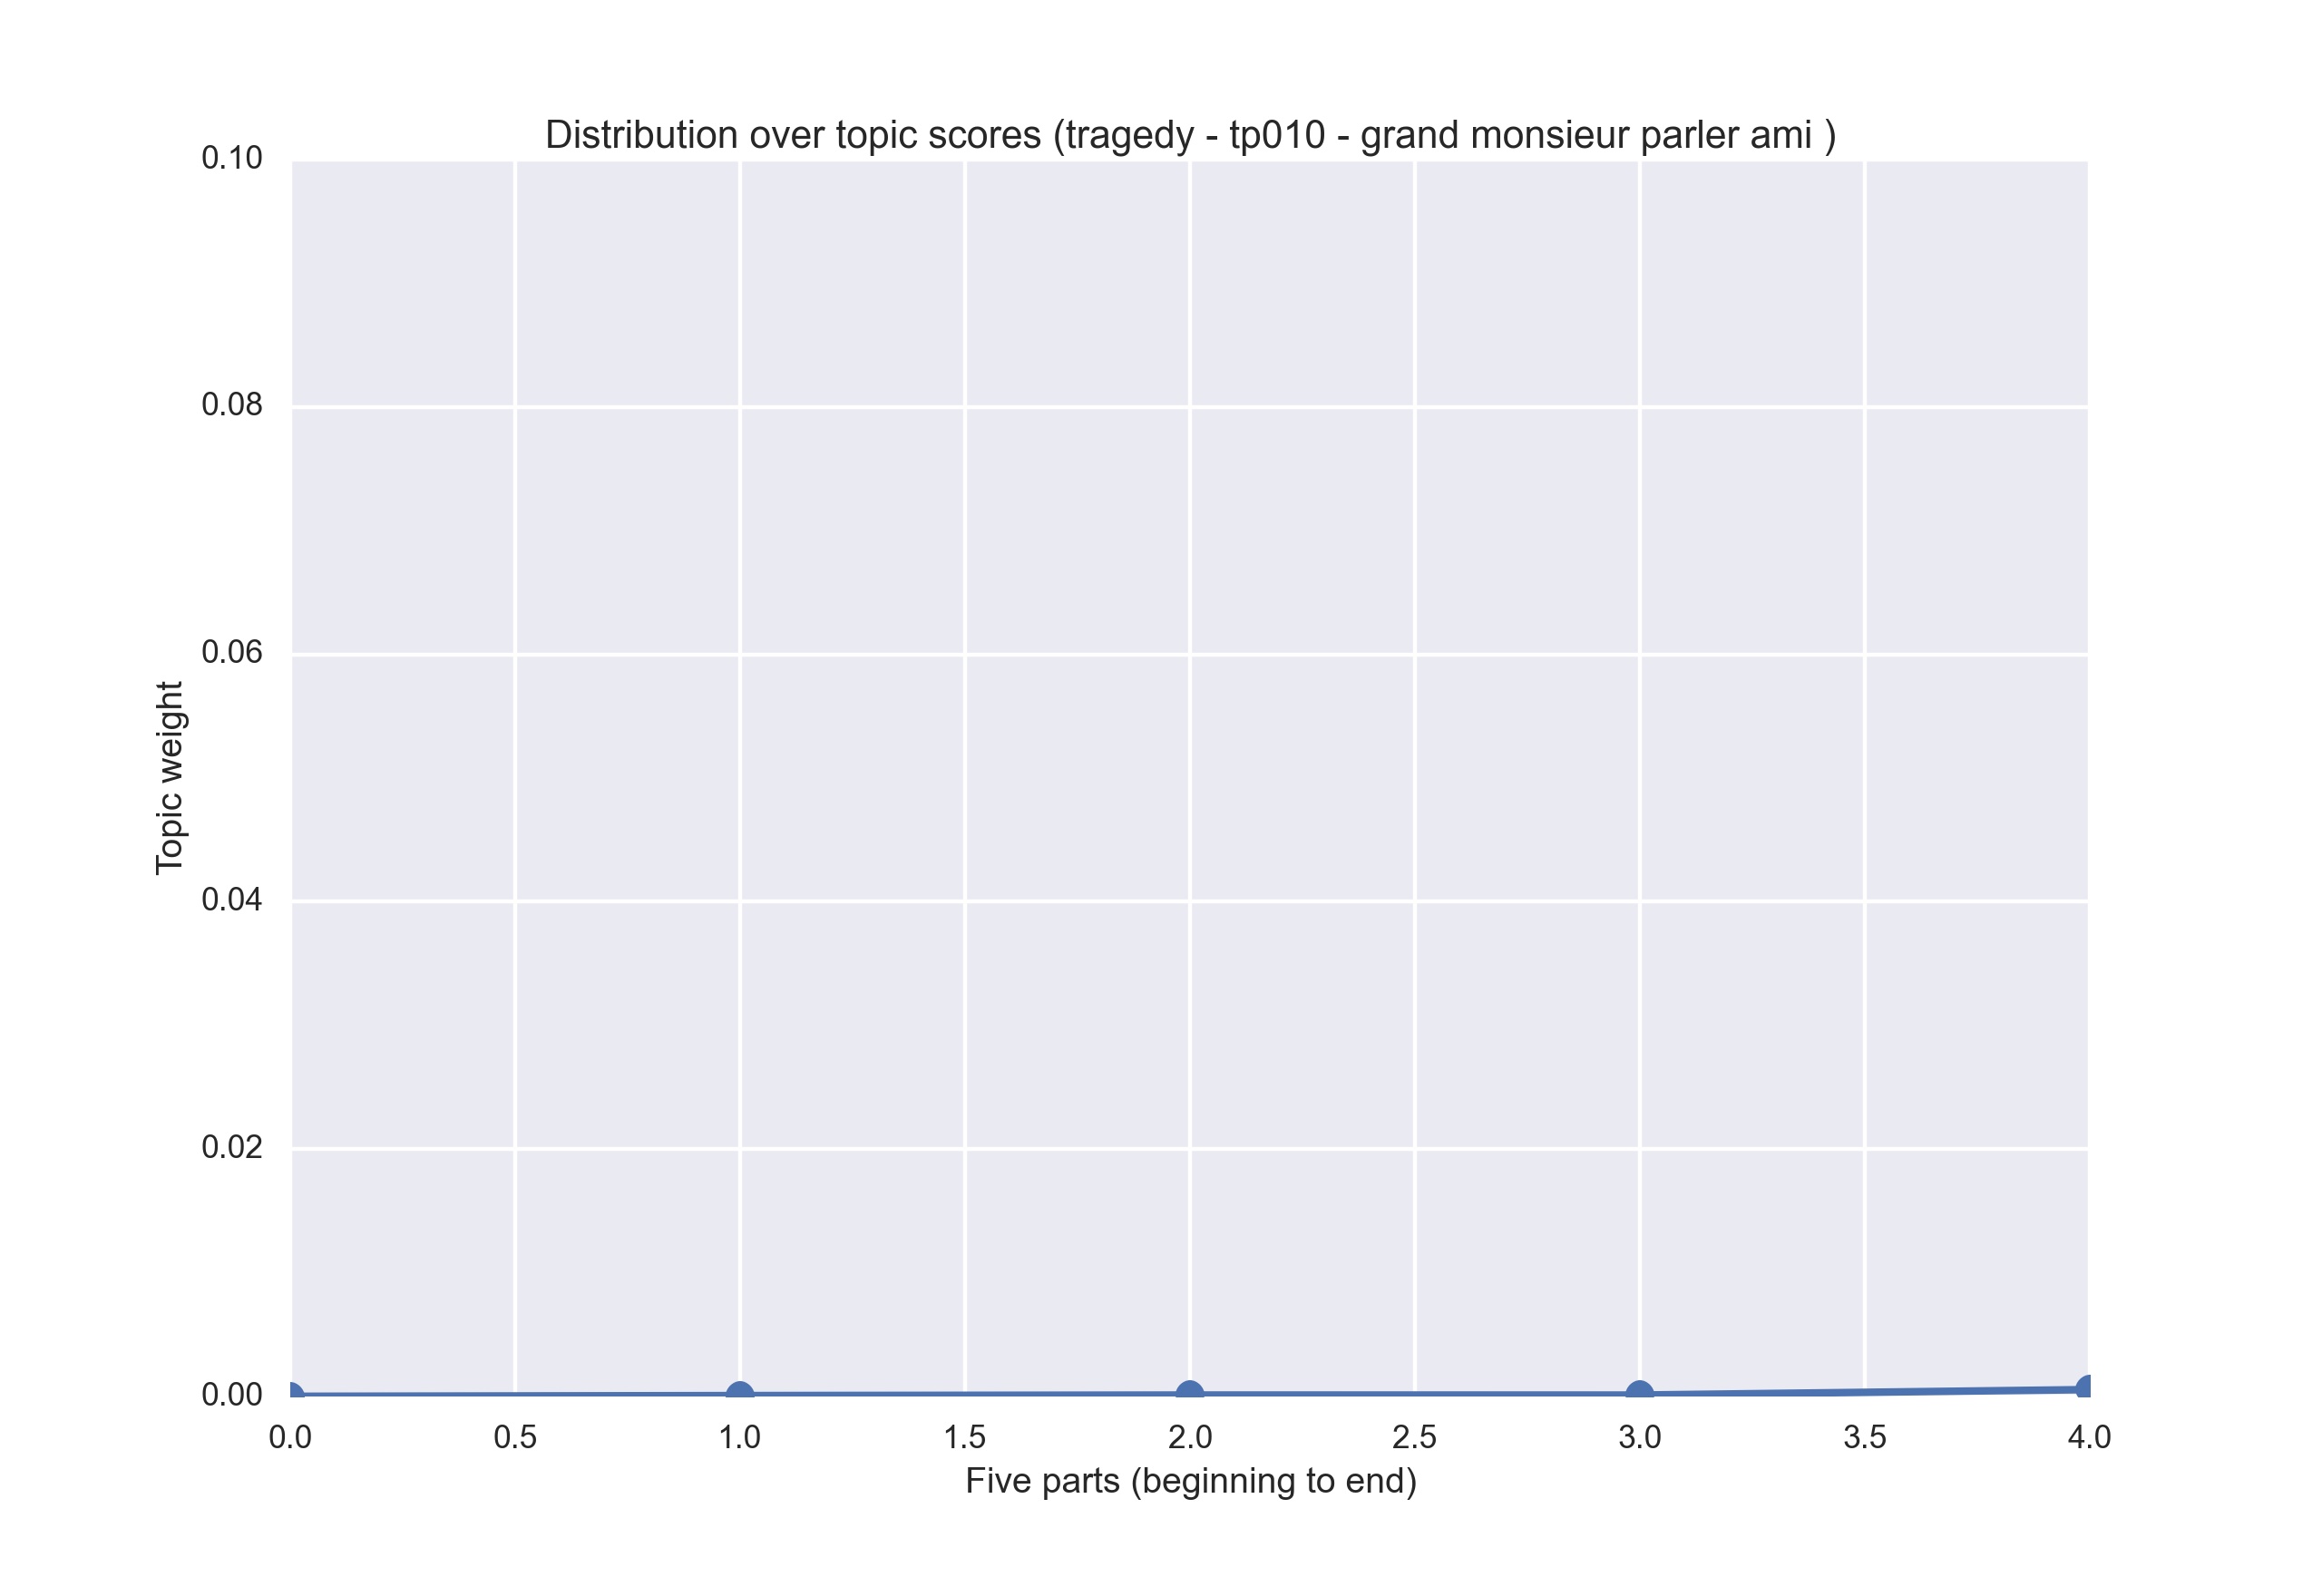 Distribution over topic scores (tragedy - tp010 - grand monsieur parler ami )
0.10
0.08
0.06
0.04
0.02
0.00
Topic weight
0.0 0.5 1.0 1.5 2.0 2.5 3.0 3.5 4.0
Five parts (beginning to end)